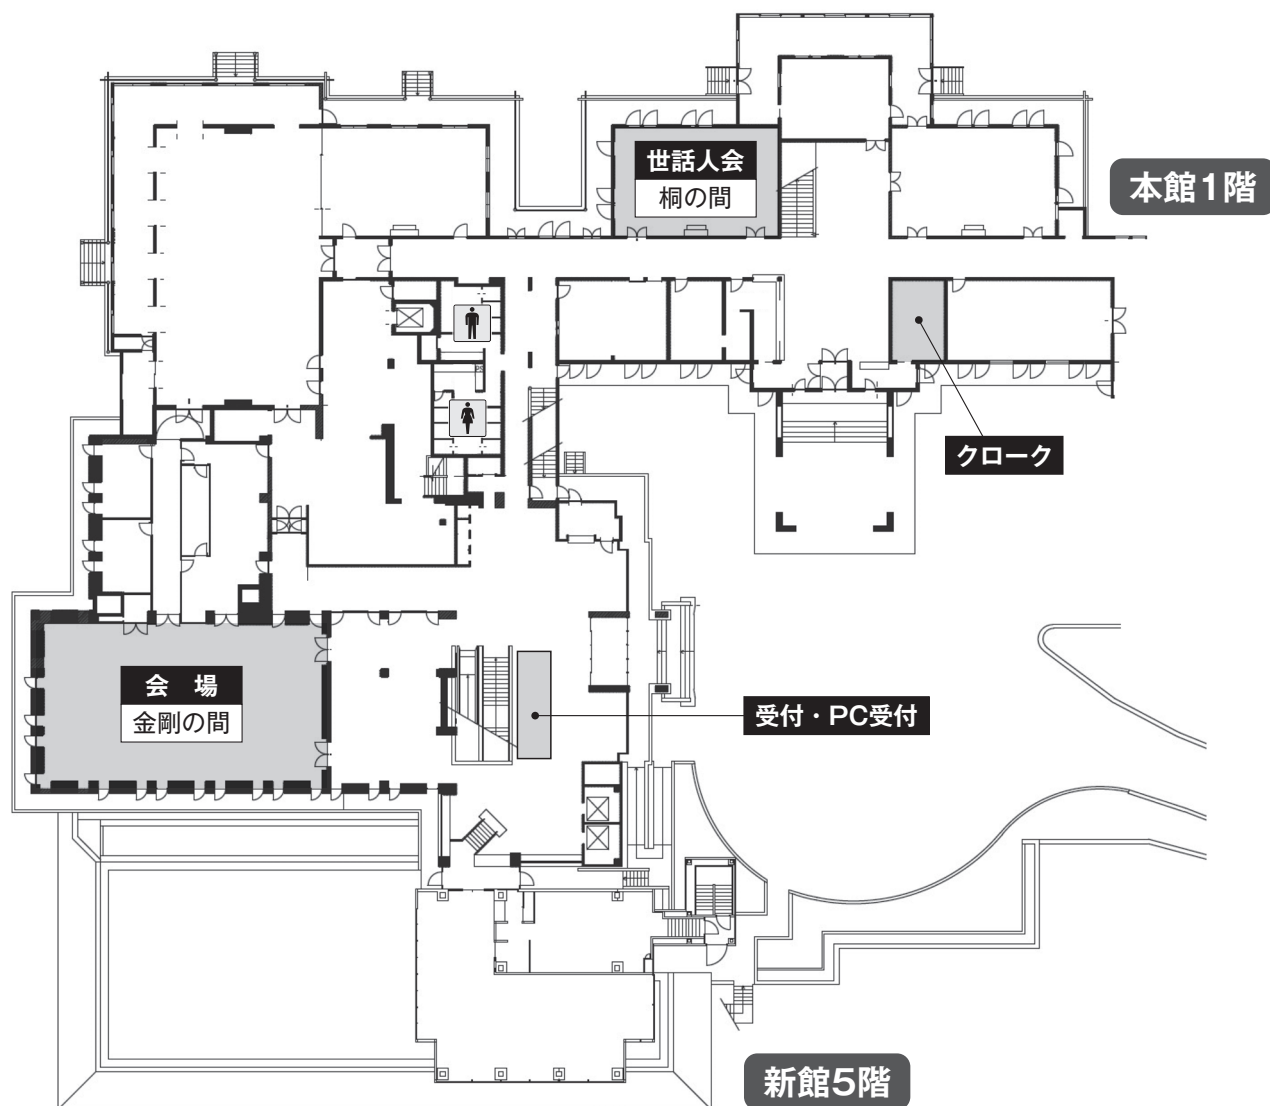 世話人会
桐の間
本館1階
クローク
会　場
金剛の間
受付・PC受付
新館5階